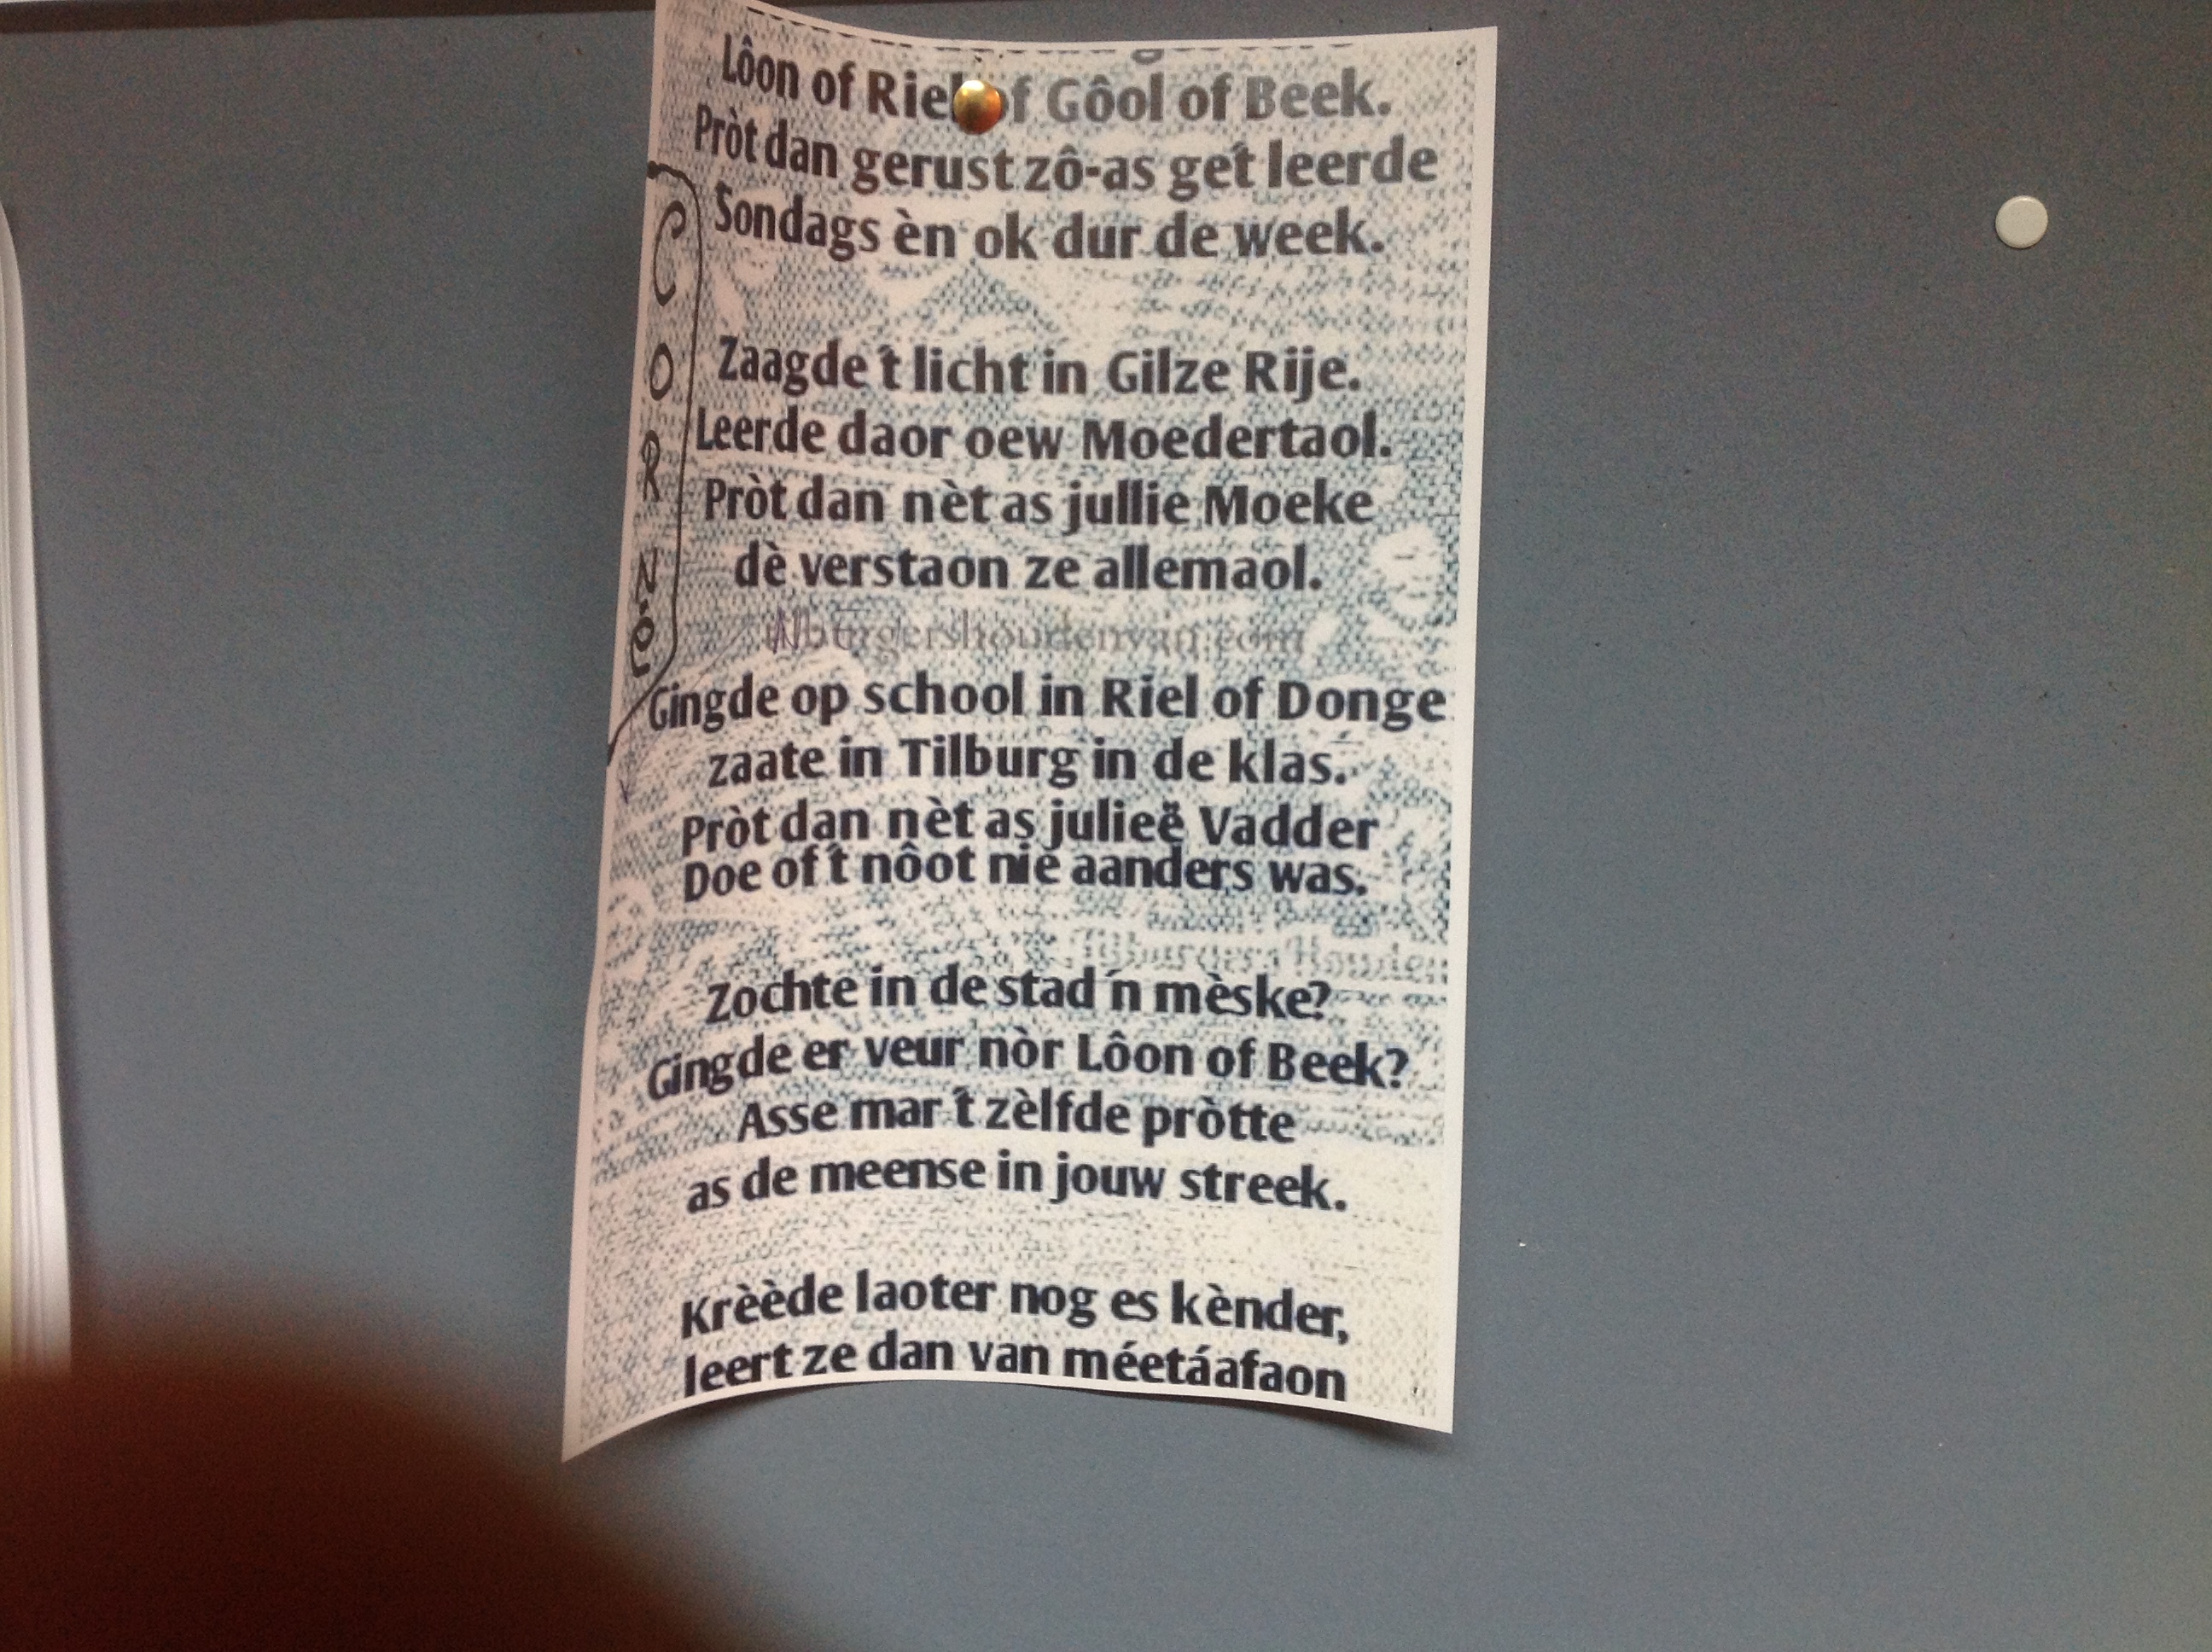 Lôon of Riel of Gôol of Beek.
Pròt dan gerust zô-as get leerde
Sondags èn ok dur de week.
Zaagde 't licht in Gilze Rije.
Leerde daor oew Moedertaol.
Pròt dan nèt as jullie Moeke
dè verstaon ze allemaol.
Gingde op school in Riel of Donge
zaate in Tilburg in de klas.
Pròt dan nèt as julieë Vadder
Doe of 't nôot nie aanders was.
Tilburgers Houden
Zochte in de stad 'n mèske?
Gingde er veur nòr Lôon of Beek?
Asse mar 't zèlfde pròtte
as de meense in jouw streek.
Krèède laoter nog es kènder,
leert ze dan van méetáafaon